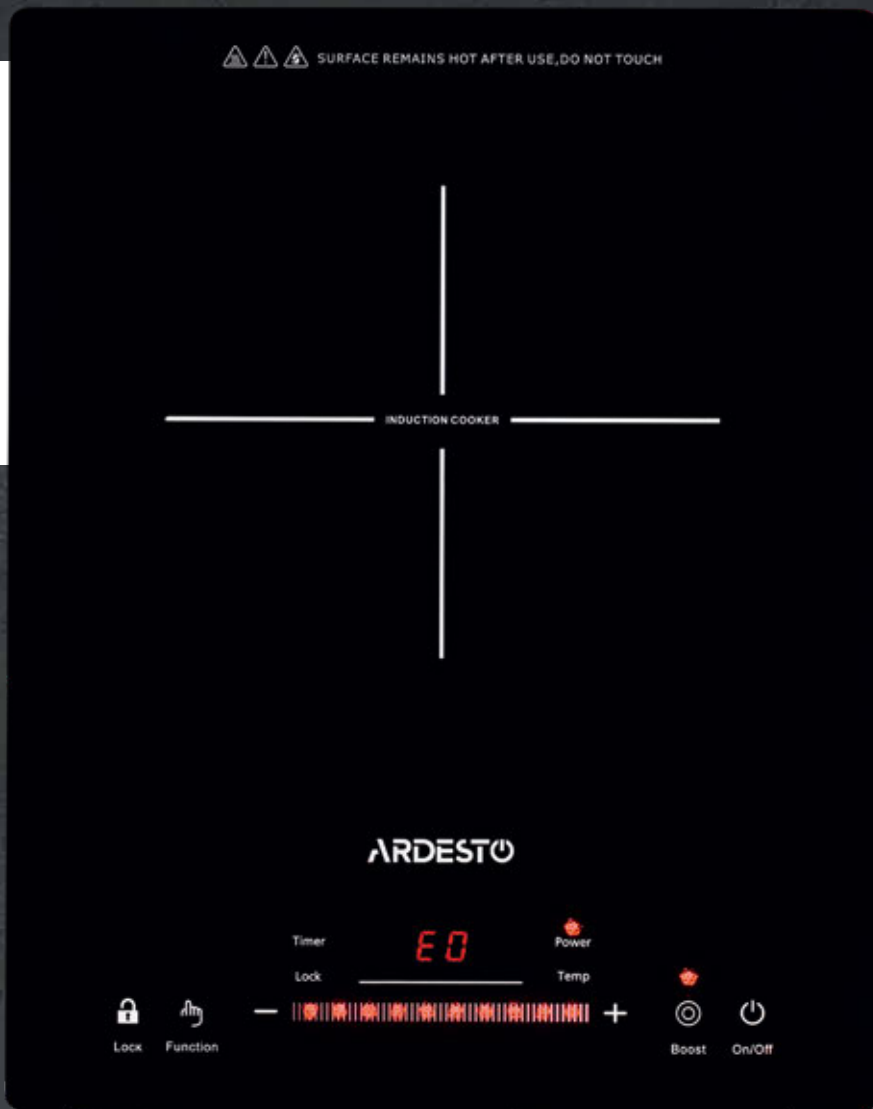 SURFACE REMAINS HOT AFTER USE,DO NOT TOUCH
INDUCTION COOKER
ARDESTO
Timer
E0
Power
Lock
Temp
Lock
Function
Boost
On/Off